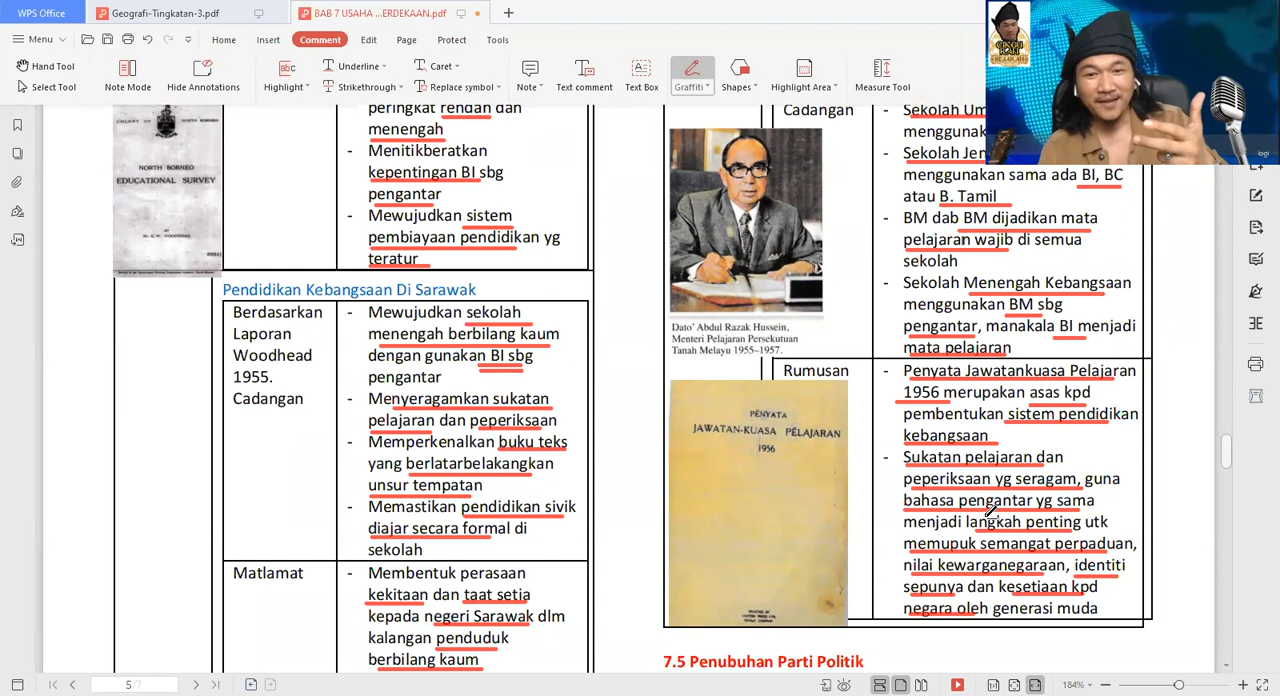 WPS Office
Geografi-Tingkatan-3.pdf
BAB 7 USAHA ...ERDEKAAN.pdf
Menu
Home
Insert
Comment
Edit
Page
Protect
Tools
Hand Tool
Select Tool
Note Mode
Hide Annotations
Highlight
Underline
Strikethrough
Caret
Replace symbol
Note
Text comment
Text Box
Graffiti
Shapes
Highlight Area
Measure Tool
CIKGU
SEJARAH
logi
NORTH BORNEO
NORTH BORNEO
EDUCATIONAL SURVEY
BY
peringkat rendah dan
menengah
- Menitikberatkan
kepentingan BI sbg
pengantar
- Mewujudkan sistem
pembiayaan pendidikan yg
teratur
Pendidikan Kebangsaan Di Sarawak
Berdasarkan
Laporan
Woodhead
1955.
Cadangan
- Mewujudkan sekolah
menengah berbilang kaum
dengan gunakan BI sbg
pengantar
- Menyeragamkan sukatan
pelajaran dan peperiksaan
- Memperkenalkan buku teks
yang berlatarbelakangkan
unsur tempatan
- Memastikan pendidikan sivik
diajar secara formal di
sekolah
Matlamat
- Membentuk perasaan
kekitaan dan taat setia
kepada negeri Sarawak dlm
kalangan penduduk
berbilang kaum
Cadangan
- Sekolah Um
menggunak
- Sekolah Jen
menggunakan sama ada BI, BC
atau B. Tamil
- BM dab BM dijadikan mata
pelajaran wajib di semua
sekolah
- Sekolah Menengah Kebangsaan
menggunakan BM sbg
pengantar, manakala BI menjadi
mata pelajaran
Dato' Abdul Razak Hussein,
Menteri Pelajaran Persekutuan
Tanah Melayu 1955–1957.
Rumusan
- Penyata Jawatankuasa Pelajaran
1956 merupakan asas kpd
pembentukan sistem pendidikan
kebangsaan
- Sukatan pelajaran dan
peperiksaan yg seragam, guna
bahasa pengantar yg sama
menjadi langkah penting utk
memupuk semangat perpaduan,
nilai kewarganegaraan, identiti
sepunya dan kesetiaan kpd
negara oleh generasi muda
PENYATA
JAWATAN-KUASA PELAJARAN
1956
7.5 Penubuhan Parti Politik
5/7
184%